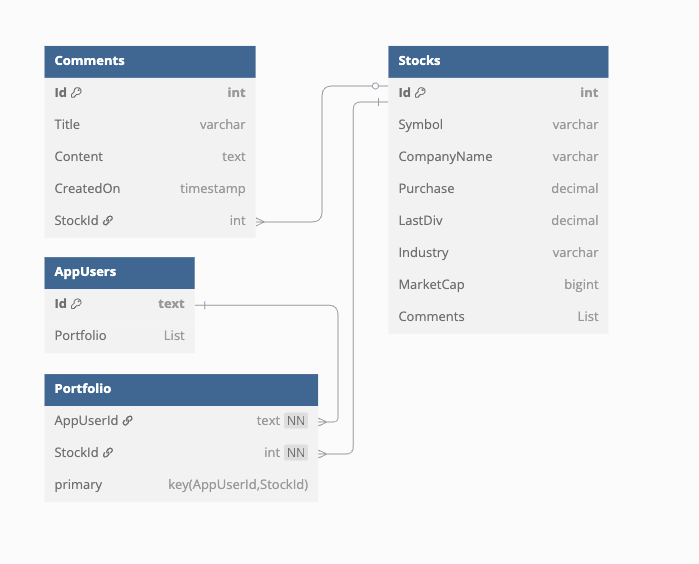 Comments
Id int
Title varchar
Content text
CreatedOn timestamp
StockId int
AppUsers
Id text
Portfolio List
Portfolio
AppUserId text NN
StockId int NN
primary key(AppUserId,StockId)
Stocks
Id int
Symbol varchar
CompanyName varchar
Purchase decimal
LastDiv decimal
Industry varchar
MarketCap bigint
Comments List